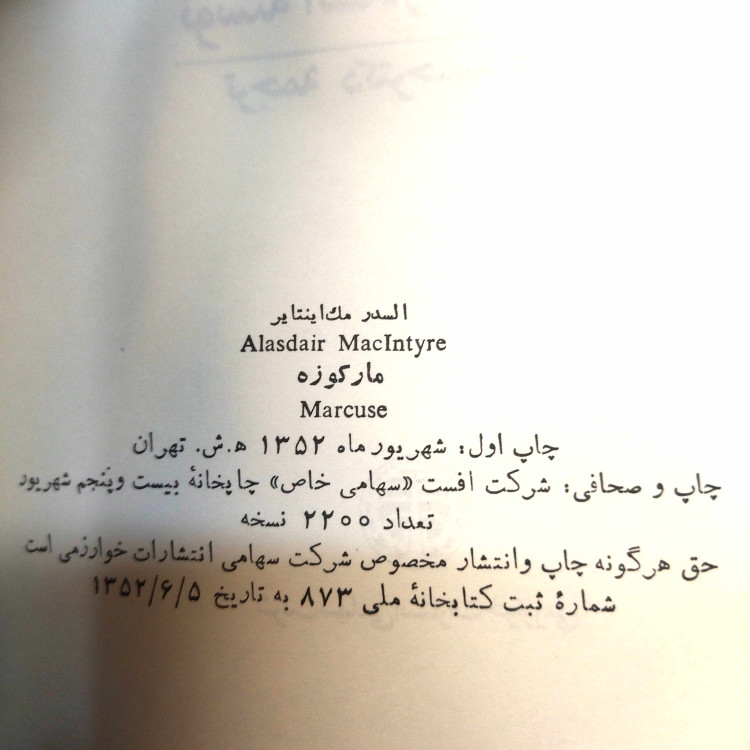 السدر مك‌اینتایر
Alasdair MacIntyre
مارکوزه
Marcuse
چاپ اول: شهریور ماه ۱۳۵۲ ه.ش. تهران
چاپ و صحافی: شرکت افست «سهامی خاص» چاپخانهٔ بیست وپنجم شهریور
تعداد ۲۲۰۰ نسخه
حق هرگونه چاپ وانتشار مخصوص شرکت سهامی انتشارات خوارزمی است
شمارهٔ ثبت کتابخانهٔ ملی ۸۷۳ به تاریخ ۱۳۵۲/۶/۵